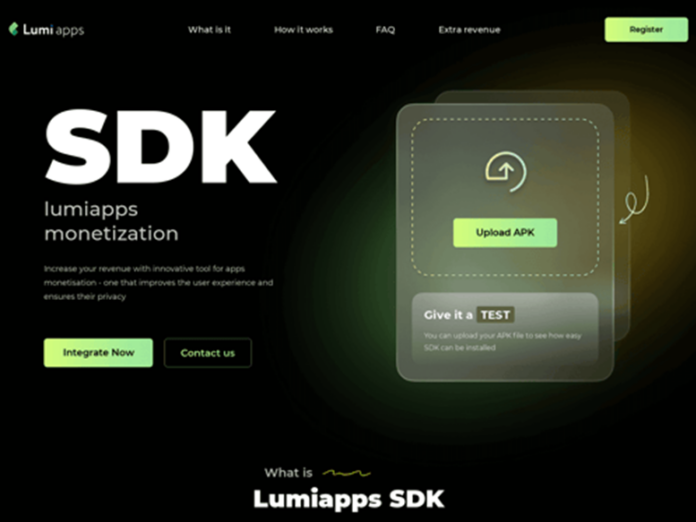 Lumi apps
What is it
How it works
FAQ
Extra revenue
Register
SDK
lumiapps
monetization
Increase your revenue with innovative tool for apps
monetisation - one that improves the user experience and
ensures their privacy
Integrate Now
Contact us
Upload APK
Give it a TEST
You can upload your APK file to see how easy
SDK can be installed
What is
Lumiapps SDK